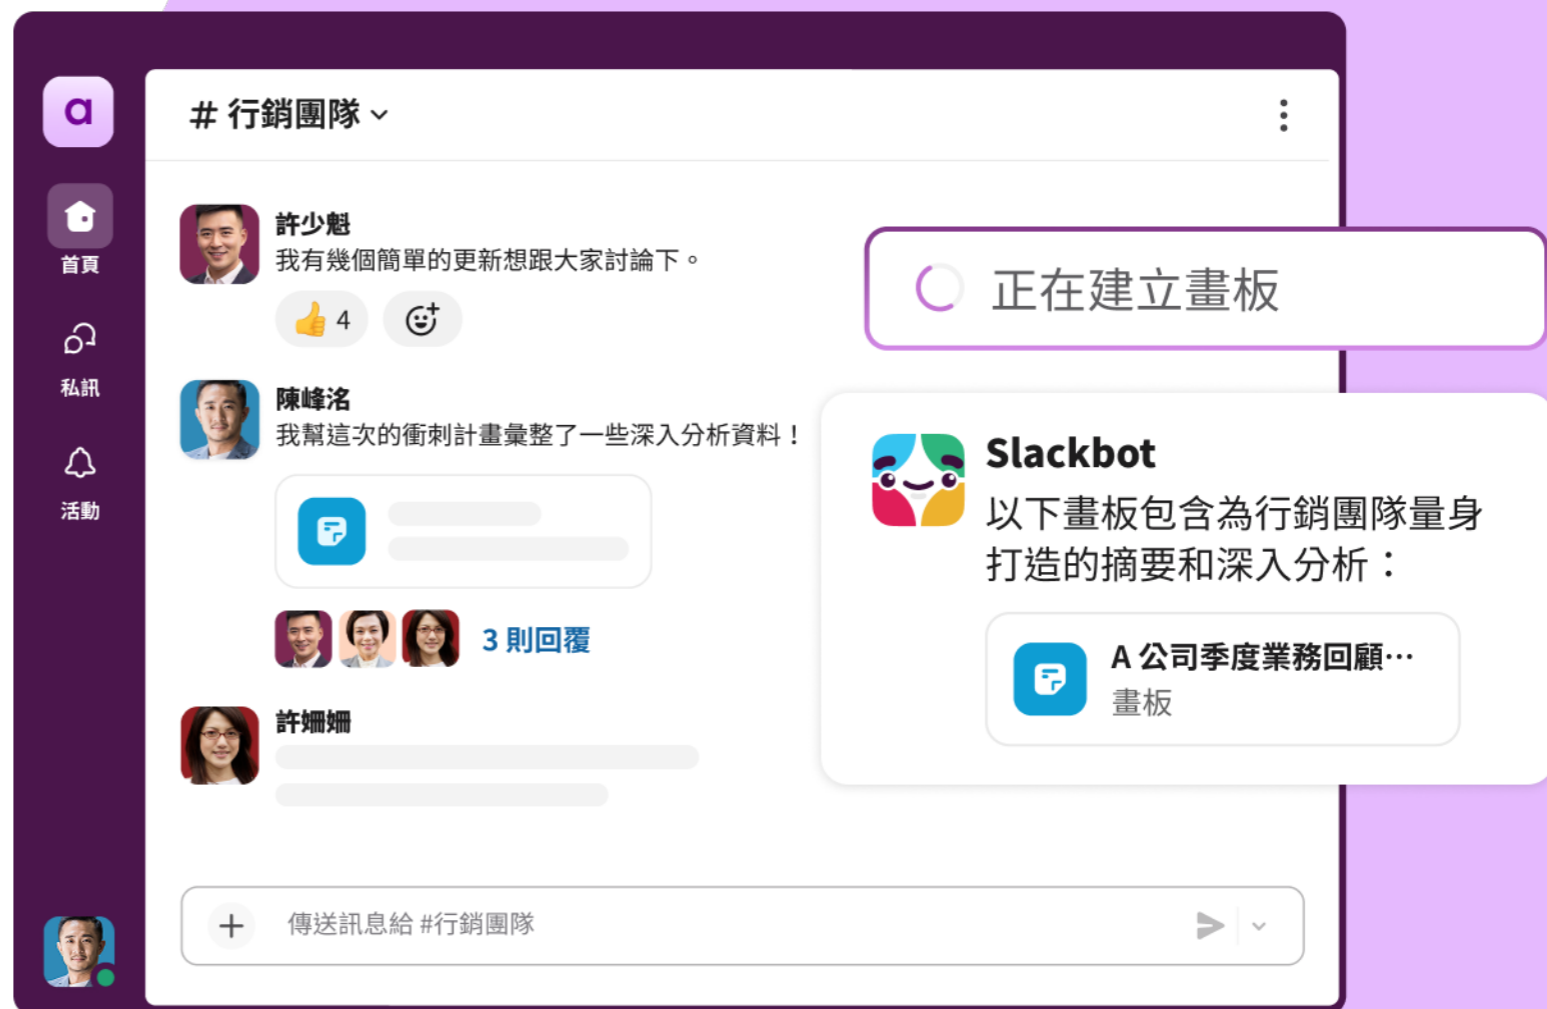 a
# 行銷團隊
首頁
私訊
活動
許少魁
我有幾個簡單的更新想跟大家討論下。
4
陳峰洺
我幫這次的衝刺計畫彙整了一些深入分析資料！
3 則回覆
許姍姍
傳送訊息給 #行銷團隊
正在建立畫板
Slackbot
以下畫板包含為行銷團隊量身
打造的摘要和深入分析：
A 公司季度業務回顧…
畫板